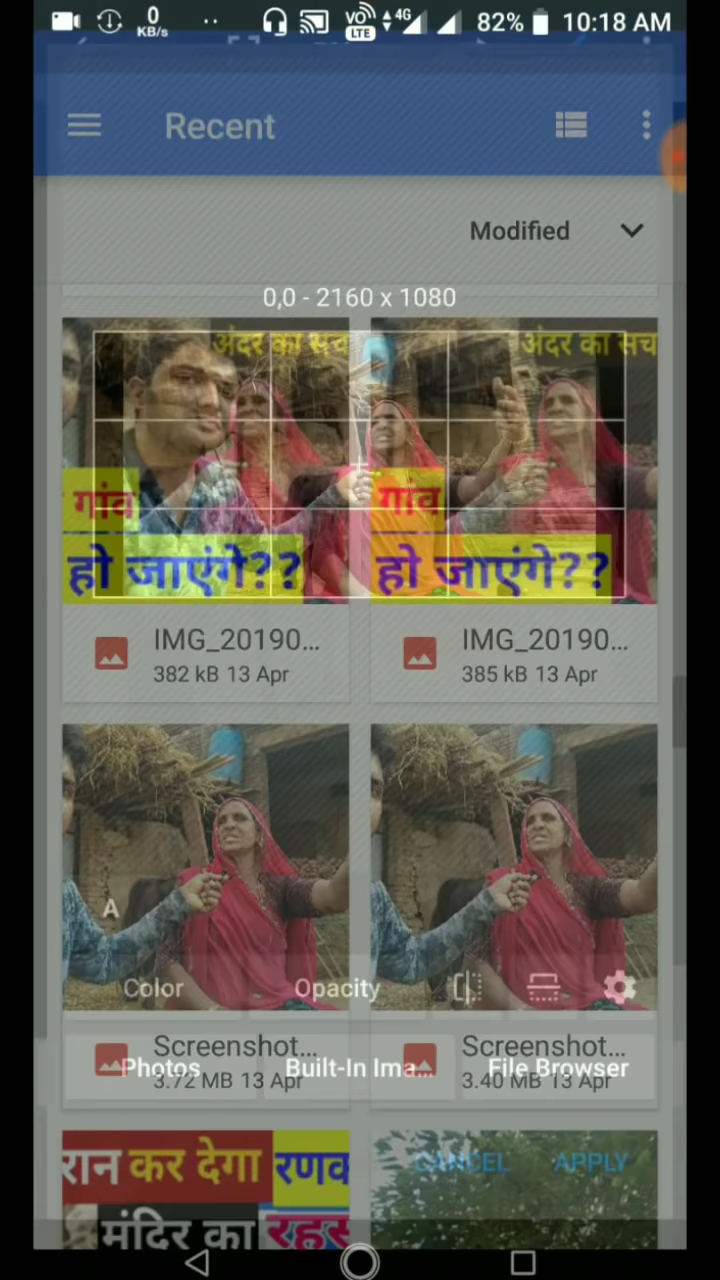 0
KB/s
VO
LTE
4G
82%
10:18 AM
Recent
Modified
0,0 - 2160 x 1080
अंदर का सच
अंदर का सच
गांव
गांव
हो जाएंगे??
हो जाएंगे??
IMG_20190...
IMG_20190...
382 kB 13 Apr
385 kB 13 Apr
A
Color
Opacity
Screenshot...
Screenshot...
Photos
Built-In Ima...
File Browser
3.72 MB 13 Apr
3.40 MB 13 Apr
रान कर देगा
CANCEL
APPLY
मंदिर का